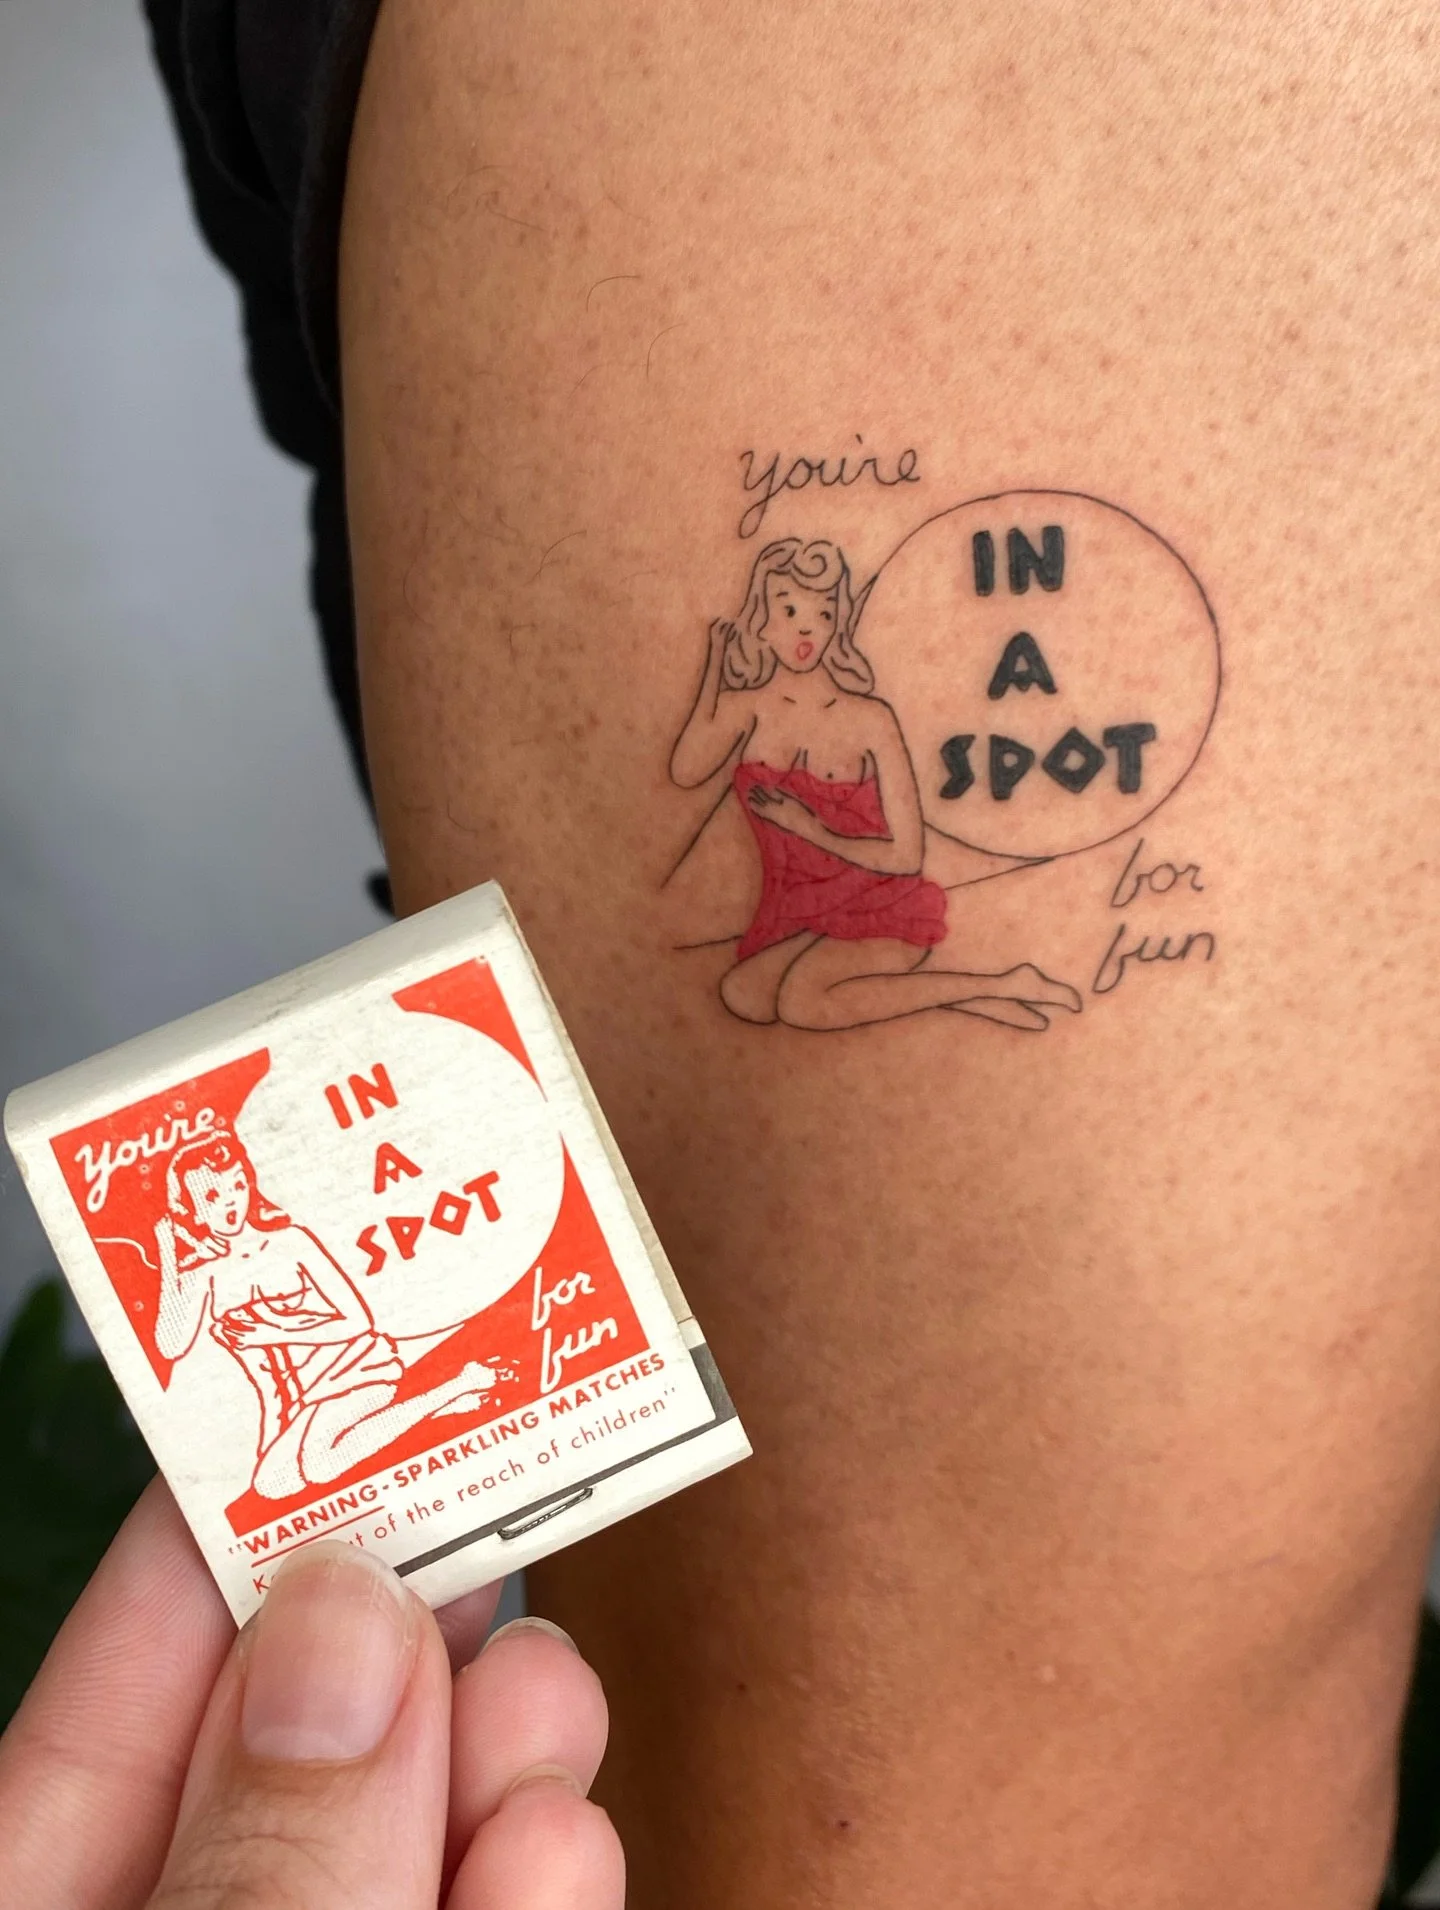 you're
IN
A
SPOT
for
fun
You're
IN
A
SPOT
for
fun
"WARNING-SPARKLING MATCHES
of the reach of children"